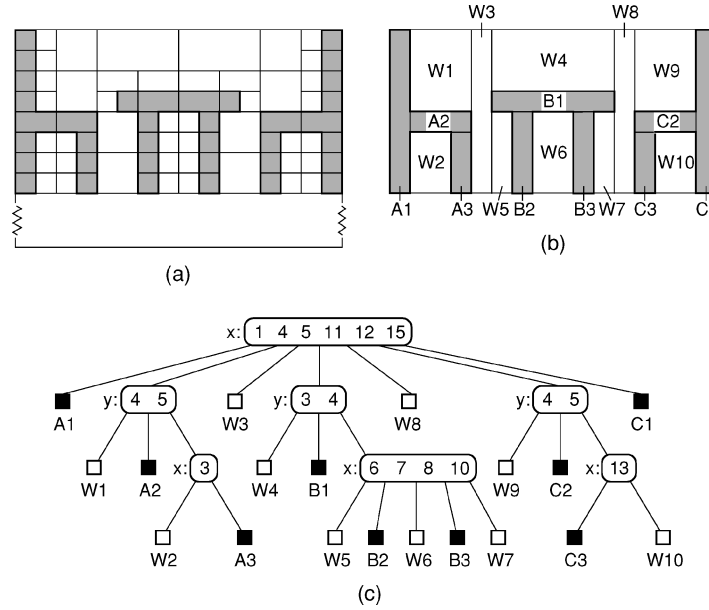 W3 W8
W1 W4 W9
B1
A2 C2
W2 W6 W10
A1 A3 W5 B2 B3 W7 C3 C
(a)
(b)
x: 1 4 5 11 12 15
y: 4 5 y: 3 4 y: 4 5
A1 W3 W8 C1
x: 3 x: 6 7 8 10 x: 13
W1 A2 W4 B1 W9 C2
W2 A3 W5 B2 W6 B3 W7 C3 W10
(c)